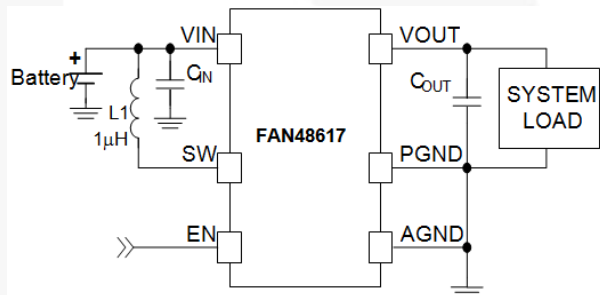 VIN
VOUT
+
Battery
CIN
COUT
L1
1μH
SYSTEM
LOAD
FAN48617
SW
PGND
EN
AGND